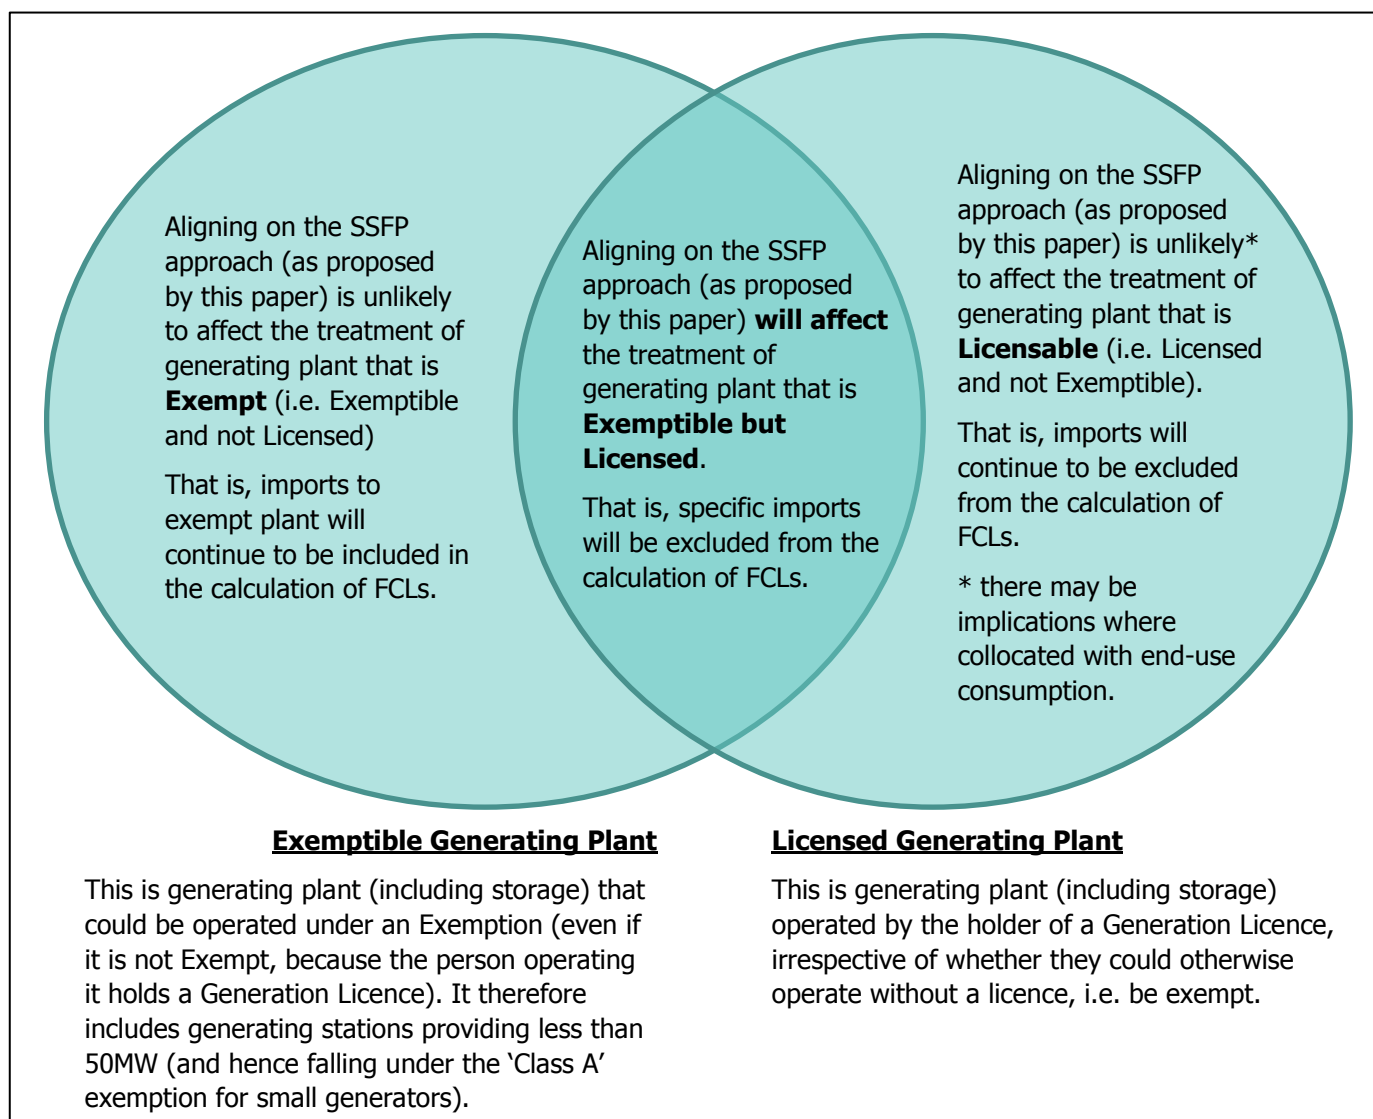 Aligning on the SSFP
approach (as proposed
by this paper) is unlikely
to affect the treatment of
generating plant that is
Exempt (i.e. Exemptible
and not Licensed)
That is, imports to
exempt plant will
continue to be included in
the calculation of FCLs.
Aligning on the SSFP
approach (as proposed
by this paper) will affect
the treatment of
generating plant that is
Exemptible but
Licensed.
That is, specific imports
will be excluded from the
calculation of FCLs.
Aligning on the SSFP
approach (as proposed
by this paper) is unlikely*
to affect the treatment of
generating plant that is
Licensable (i.e. Licensed
and not Exemptible).
That is, imports will
continue to be excluded
from the calculation of
FCLs.
* there may be
implications where
collocated with end-use
consumption.
Exemptible Generating Plant
This is generating plant (including storage) that
could be operated under an Exemption (even if
it is not Exempt, because the person operating
it holds a Generation Licence). It therefore
includes generating stations providing less than
50MW (and hence falling under the ‘Class A’
exemption for small generators).
Licensed Generating Plant
This is generating plant (including storage)
operated by the holder of a Generation Licence,
irrespective of whether they could otherwise
operate without a licence, i.e. be exempt.